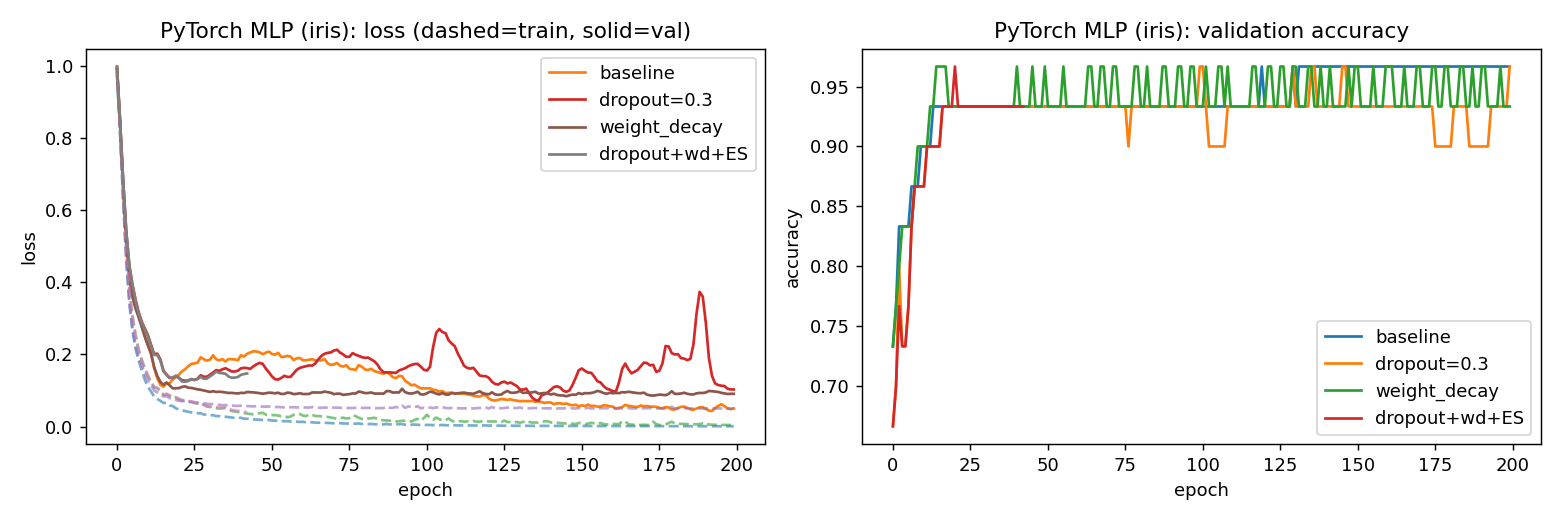 PyTorch MLP (iris): loss (dashed=train, solid=val)
1.0
0.8
0.6
0.4
0.2
0.0
loss
0
25
50
75
100
125
150
175
200
epoch
baseline
dropout=0.3
weight_decay
dropout+wd+ES
PyTorch MLP (iris): validation accuracy
0.95
0.90
0.85
0.80
0.75
0.70
accuracy
0
25
50
75
100
125
150
175
200
epoch
baseline
dropout=0.3
weight_decay
dropout+wd+ES